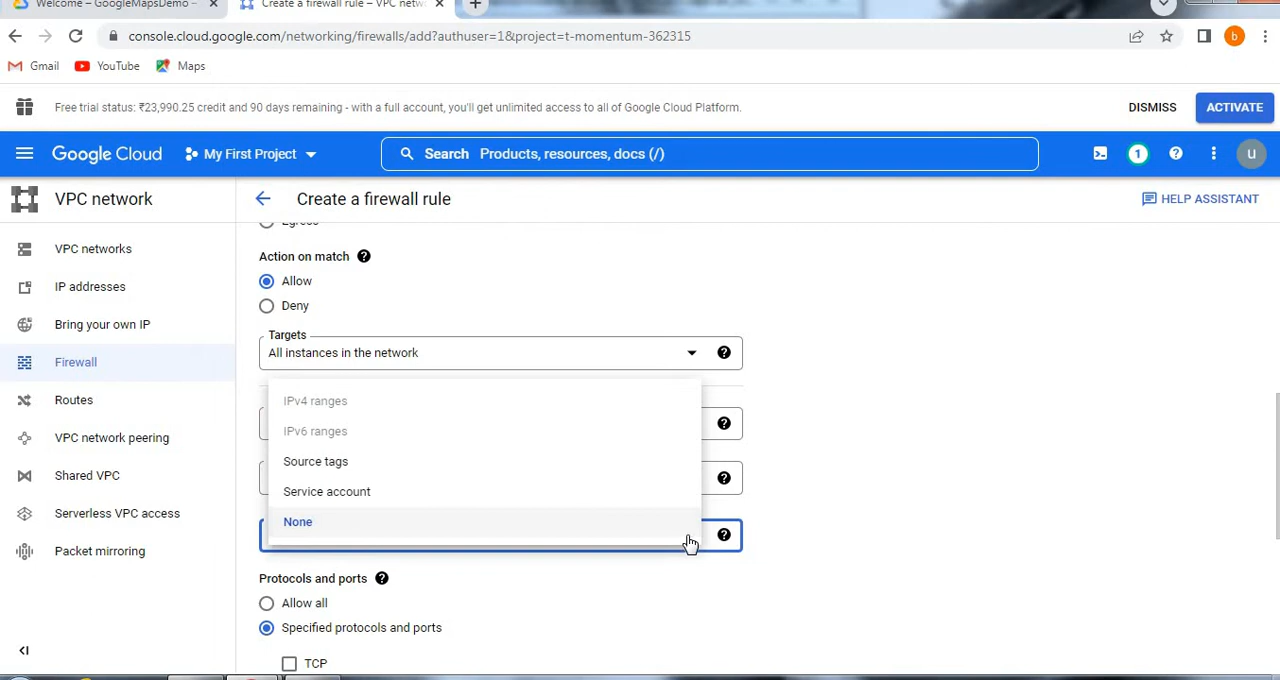 Welcome – GoogleMapsDemo –
Create a firewall rule – VPC netw
console.cloud.google.com/networking/firewalls/add?authuser=1&project=t-momentum-362315
b
Gmail
YouTube
Maps
Free trial status: ₹23,990.25 credit and 90 days remaining - with a full account, you'll get unlimited access to all of Google Cloud Platform.
DISMISS
ACTIVATE
Google Cloud
My First Project
Search Products, resources, docs (/)
1
u
VPC network
Create a firewall rule
HELP ASSISTANT
VPC networks
IP addresses
Bring your own IP
Firewall
Routes
VPC network peering
Shared VPC
Serverless VPC access
Packet mirroring
Egress
Action on match
Allow
Deny
Targets
All instances in the network
IPv4 ranges
IPv6 ranges
Source tags
Service account
None
Protocols and ports
Allow all
Specified protocols and ports
TCP